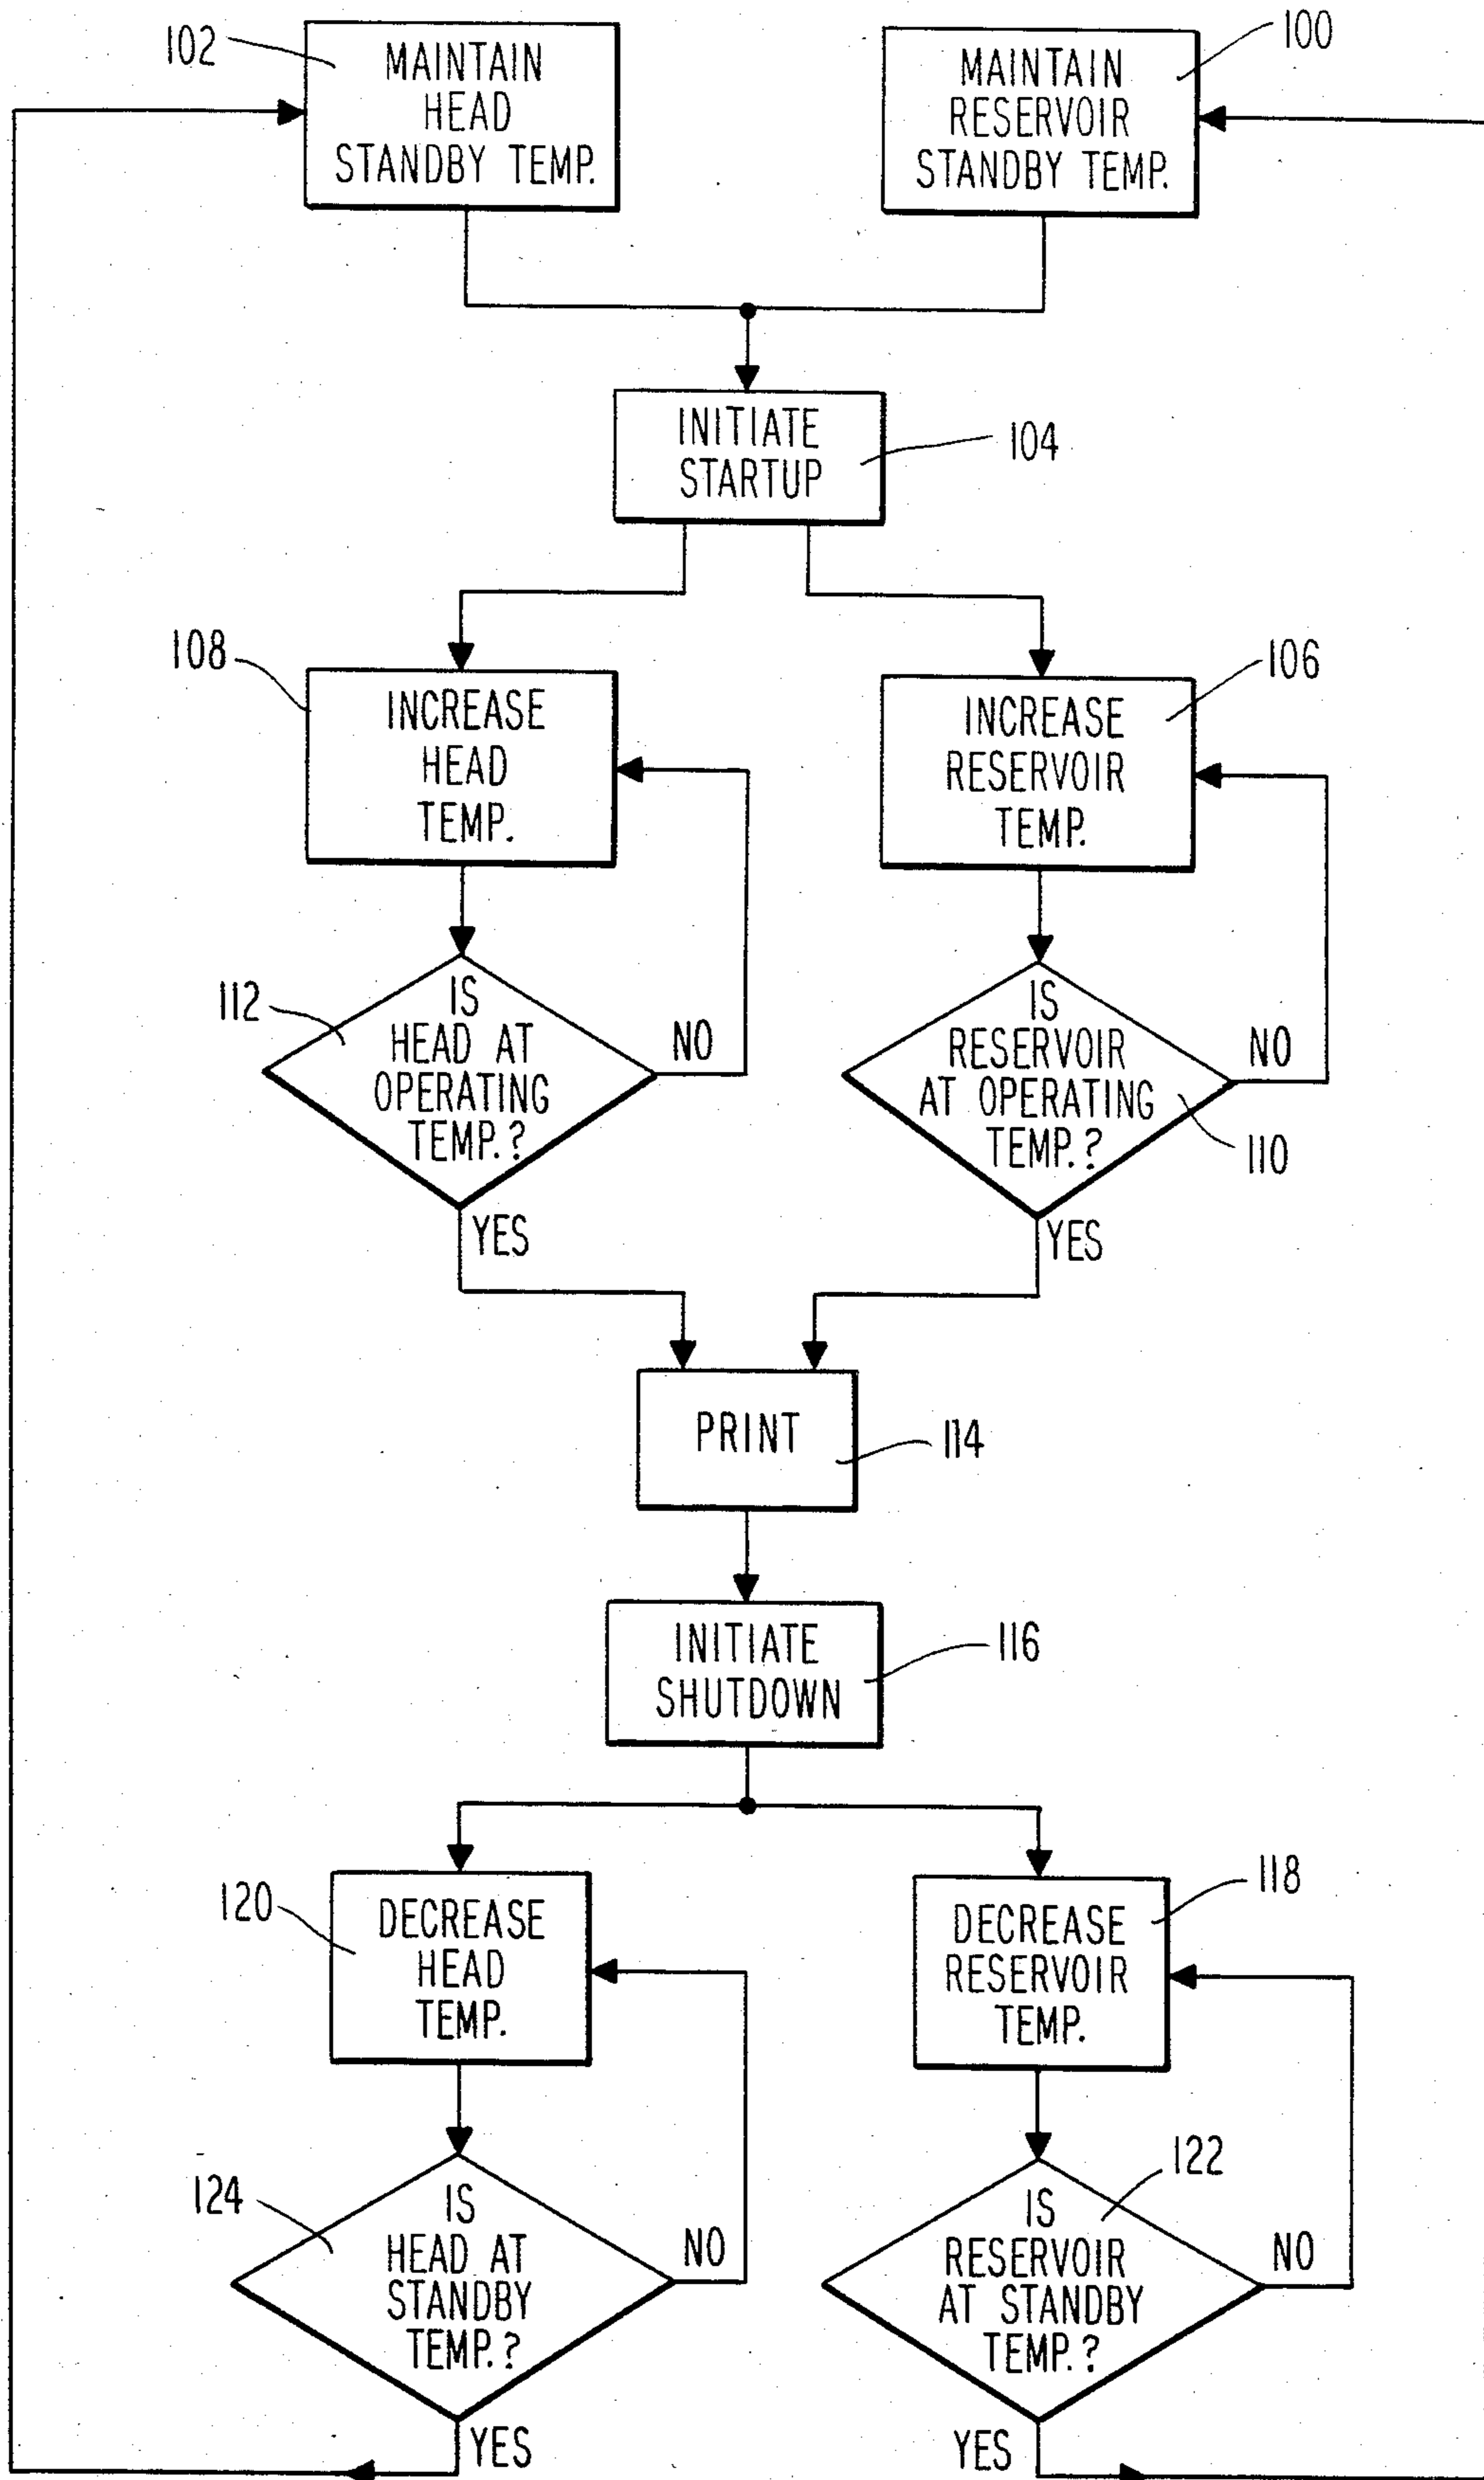 102
MAINTAIN
HEAD
STANDBY TEMP.
100
MAINTAIN
RESERVOIR
STANDBY TEMP.
INITIATE
STARTUP
104
108
INCREASE
HEAD
TEMP.
106
INCREASE
RESERVOIR
TEMP.
112
IS
HEAD AT
OPERATING
TEMP.?
NO
YES
IS
RESERVOIR
AT OPERATING
TEMP.?
NO
110
YES
PRINT
114
INITIATE
SHUTDOWN
116
120
DECREASE
HEAD
TEMP.
118
DECREASE
RESERVOIR
TEMP.
124
IS
HEAD AT
STANDBY
TEMP.?
NO
YES
122
IS
RESERVOIR
AT STANDBY
TEMP.?
NO
YES